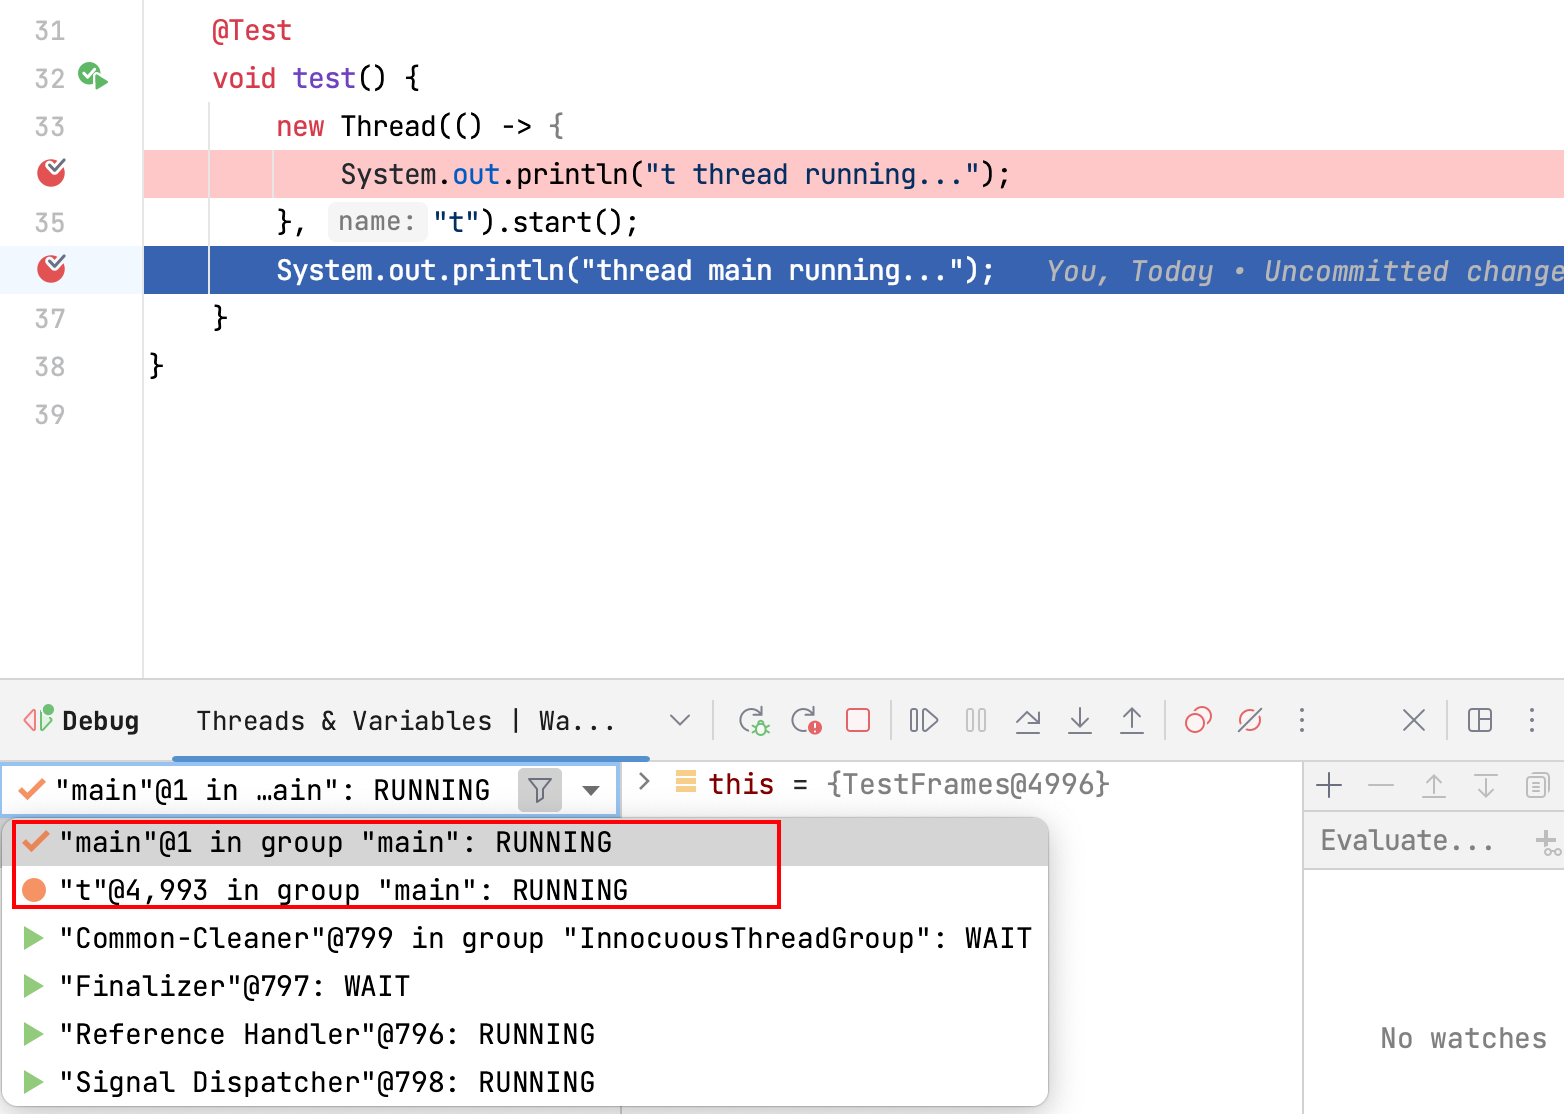 31 @Test
32 void test() {
33 new Thread(() -> {
System.out.println("t thread running...");
35 }, name: "t").start();
System.out.println("thread main running..."); You, Today • Uncommitted change
37 }
38 }
39
Debug Threads & Variables | Wa...
"main"@1 in …ain": RUNNING
this = {TestFrames@4996}
"main"@1 in group "main": RUNNING
"t"@4,993 in group "main": RUNNING
"Common-Cleaner"@799 in group "InnocuousThreadGroup": WAIT
"Finalizer"@797: WAIT
"Reference Handler"@796: RUNNING
"Signal Dispatcher"@798: RUNNING
Evaluate...
No watches